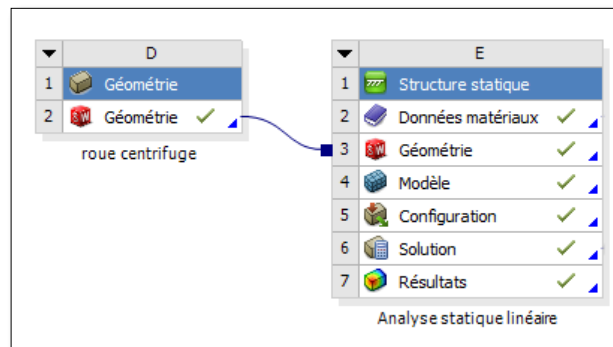 D
1 Géométrie
2 Géométrie
roue centrifuge
E
1 Structure statique
2 Données matériaux
3 Géométrie
4 Modèle
5 Configuration
6 Solution
7 Résultats
Analyse statique linéaire